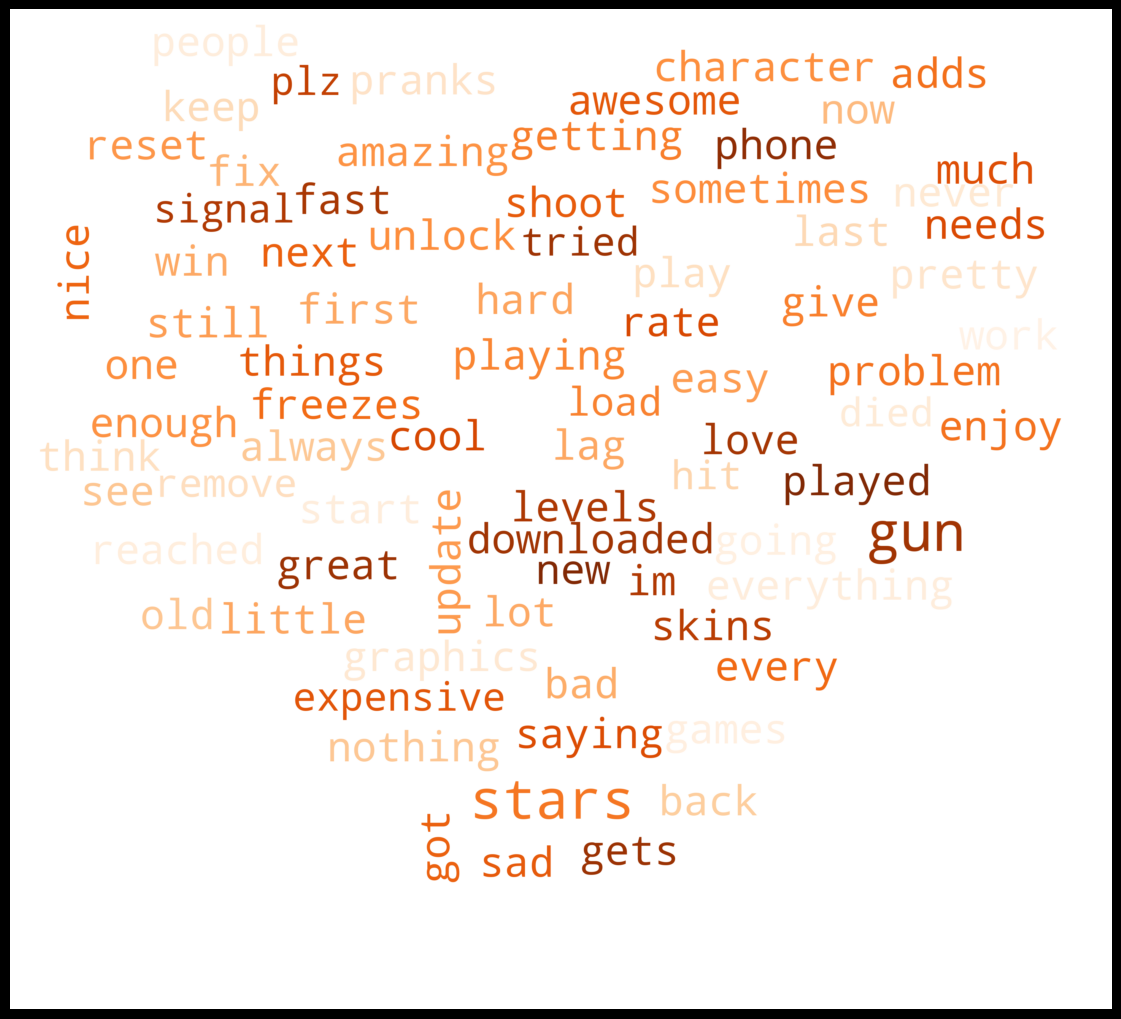 people
plz pranks
character adds
keep
awesome
now
reset
fix
amazing
getting
phone
much
signal
fast
shoot
sometimes
never
nice
win
next
unlock
tried
last
needs
still
first
hard
play
rate
give
pretty
work
one
things
playing
easy
problem
enough
freezes
load
died
enjoy
think
always
cool
lag
love
see
remove
start
update
levels
hit
played
reached
great
downloaded
going
gun
new
im
everything
old
little
lot
skins
graphics
every
expensive
bad
nothing
saying
games
stars
back
got
sad
gets